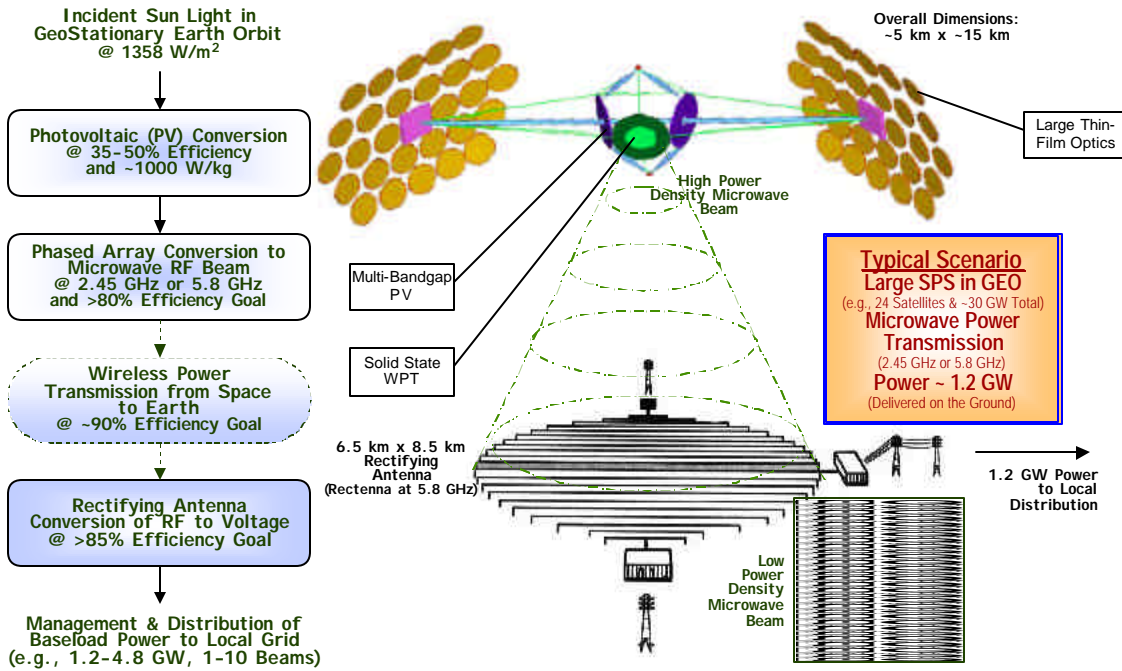 Incident Sun Light in
GeoStationary Earth Orbit
@ 1358 W/m²
Photovoltaic (PV) Conversion
@ 35-50% Efficiency
and ~1000 W/kg
Phased Array Conversion to
Microwave RF Beam
@ 2.45 GHz or 5.8 GHz
and >80% Efficiency Goal
Wireless Power
Transmission from Space
to Earth
@ ~90% Efficiency Goal
Rectifying Antenna
Conversion of RF to Voltage
@ >85% Efficiency Goal
Management & Distribution of
Baseload Power to Local Grid
(e.g., 1.2-4.8 GW, 1-10 Beams)
Overall Dimensions:
~5 km x ~15 km
Large Thin-
Film Optics
High Power
Density Microwave
Beam
Multi-Bandgap
PV
Solid State
WPT
Typical Scenario
Large SPS in GEO
(e.g., 24 Satellites & ~30 GW Total)
Microwave Power
Transmission
(2.45 GHz or 5.8 GHz)
Power ~ 1.2 GW
(Delivered on the Ground)
6.5 km x 8.5 km
Rectifying
Antenna
(Rectenna at 5.8 GHz)
1.2 GW Power
to Local
Distribution
Low
Power
Density
Microwave
Beam